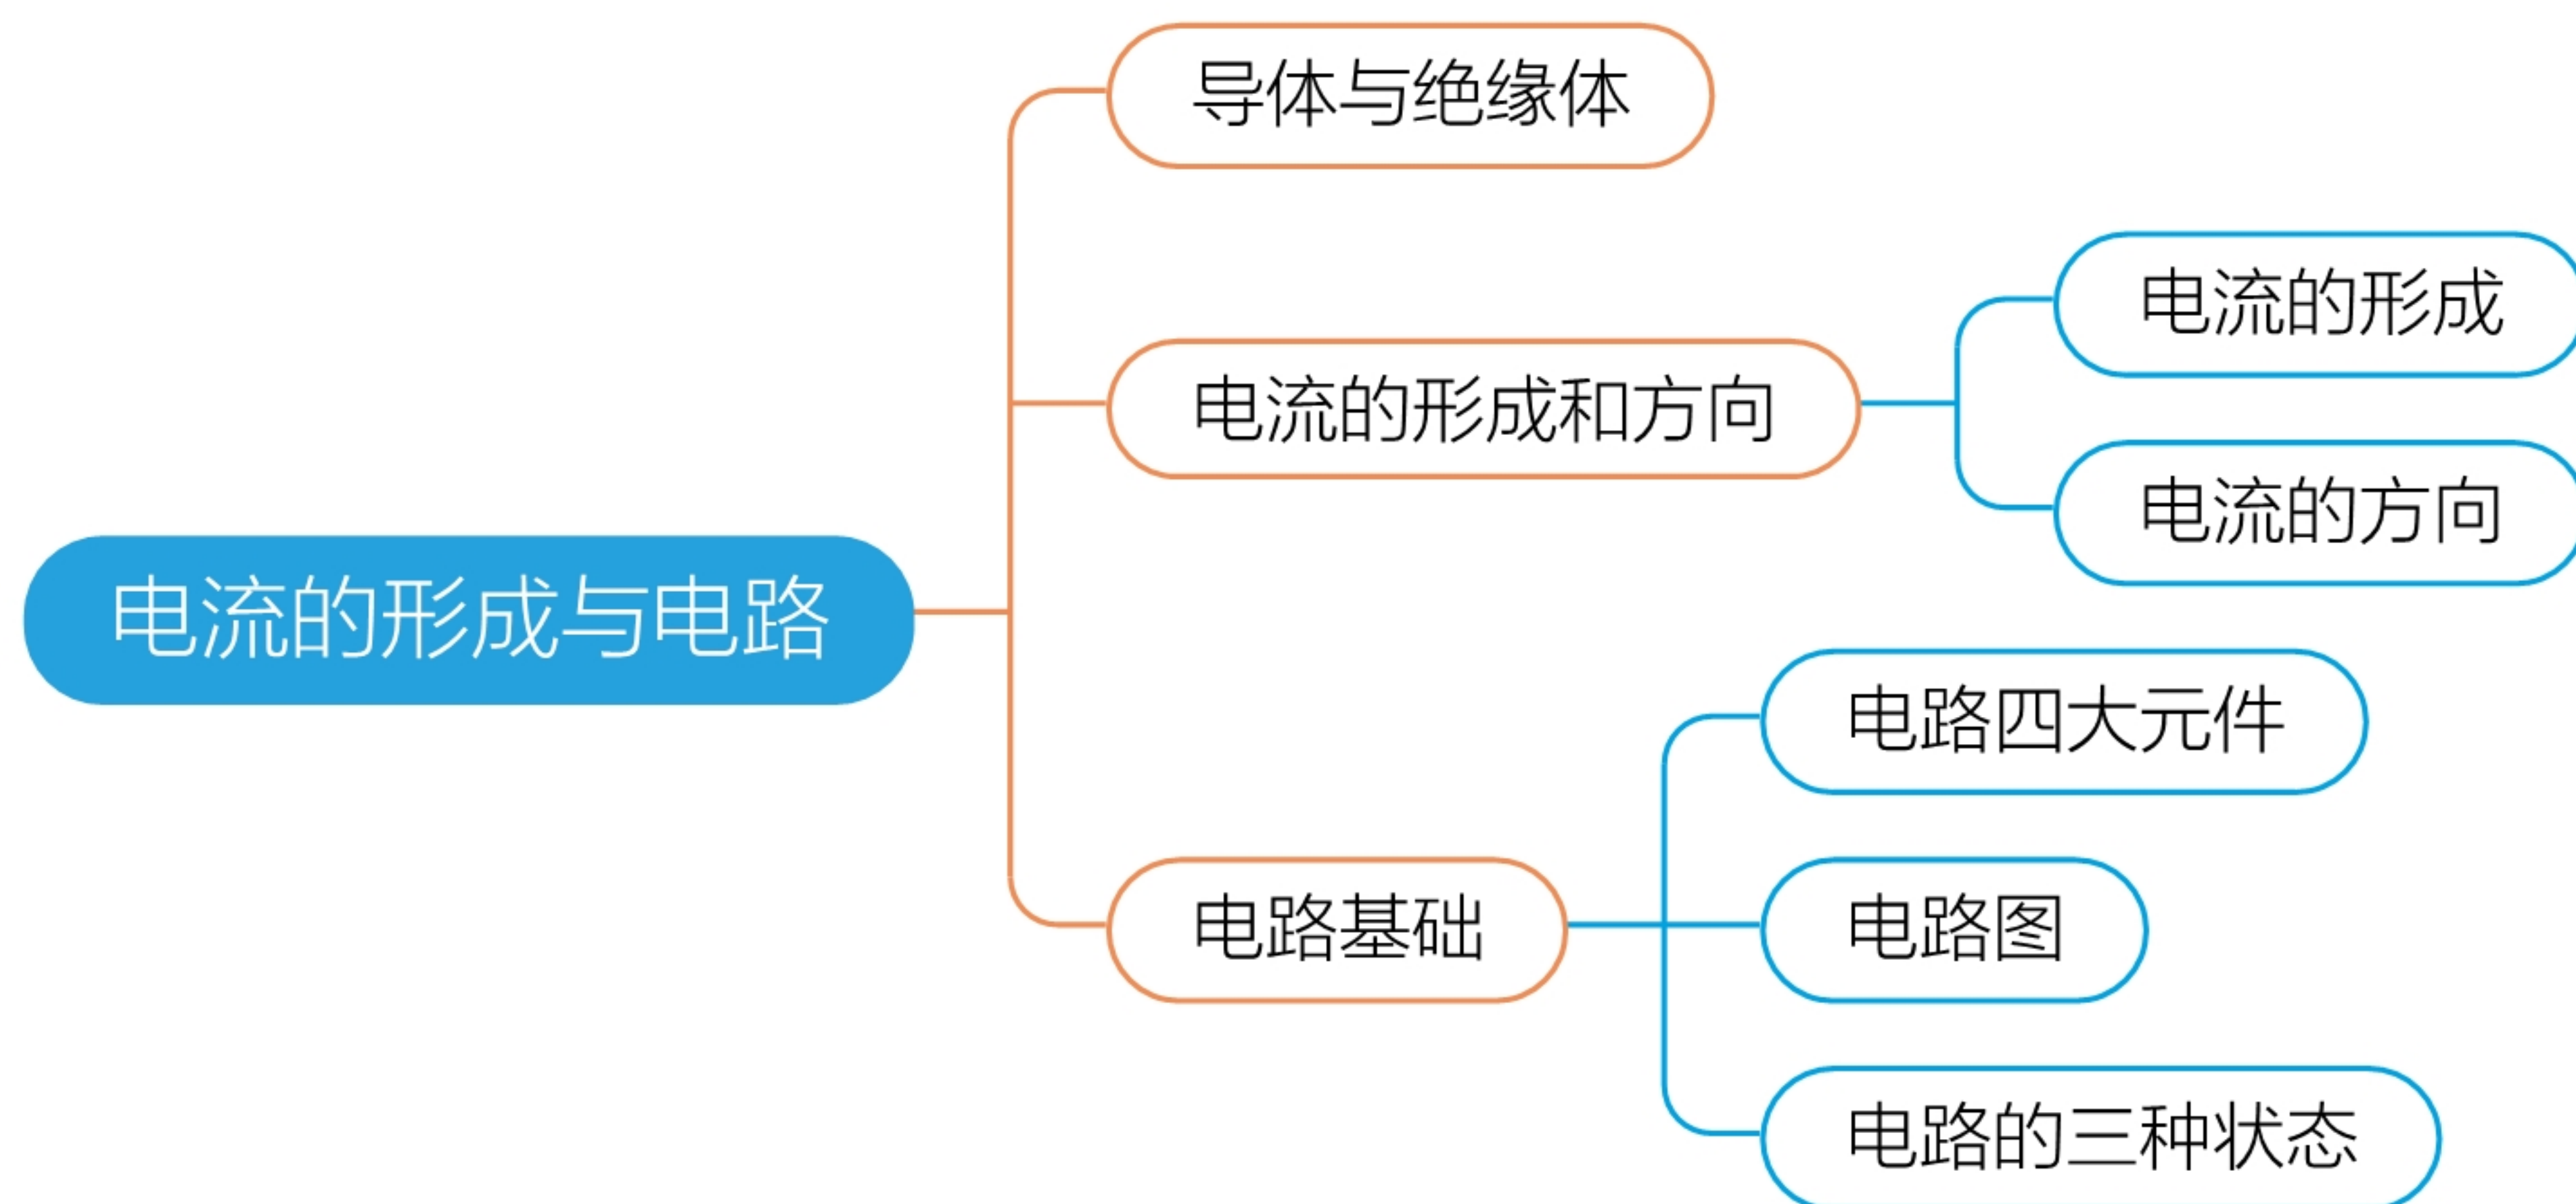 导体与绝缘体
电流的形成
电流的形成和方向
电流的方向
电流的形成与电路
电路四大元件
电路基础
电路图
电路的三种状态